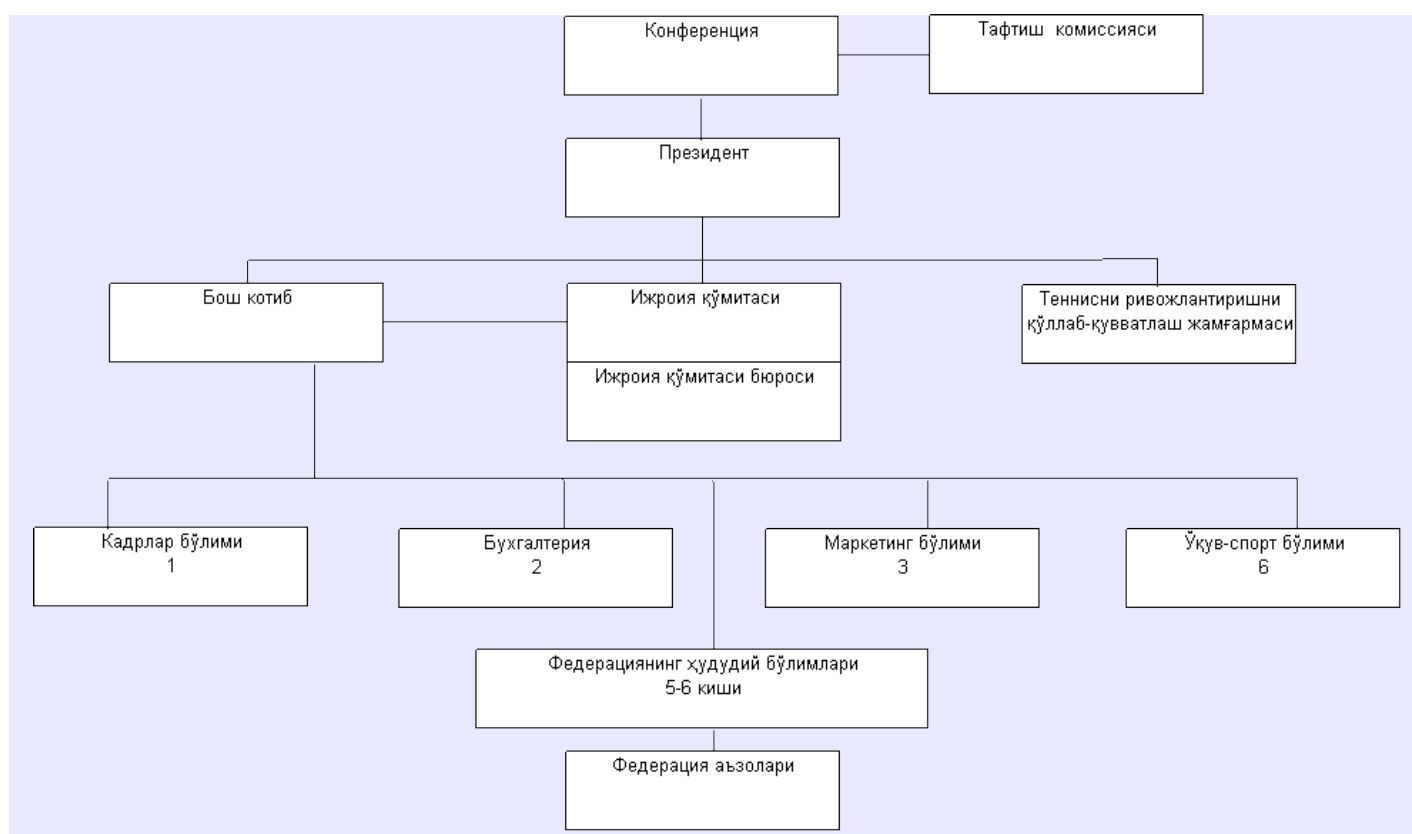 Конференция
Тафтиш комиссияси
Президент
Бош котиб
Ижроия қўмитаси
Теннисни ривожлантиришни
қўллаб-қувватлаш жамғармаси
Ижроия қўмитаси бюроси
Кадрлар бўлими
1
Бухгалтерия
2
Маркетинг бўлими
3
Ўқув-спорт бўлими
6
Федерациянинг ҳудудий бўлимлари
5-6 киши
Федерация аъзолари